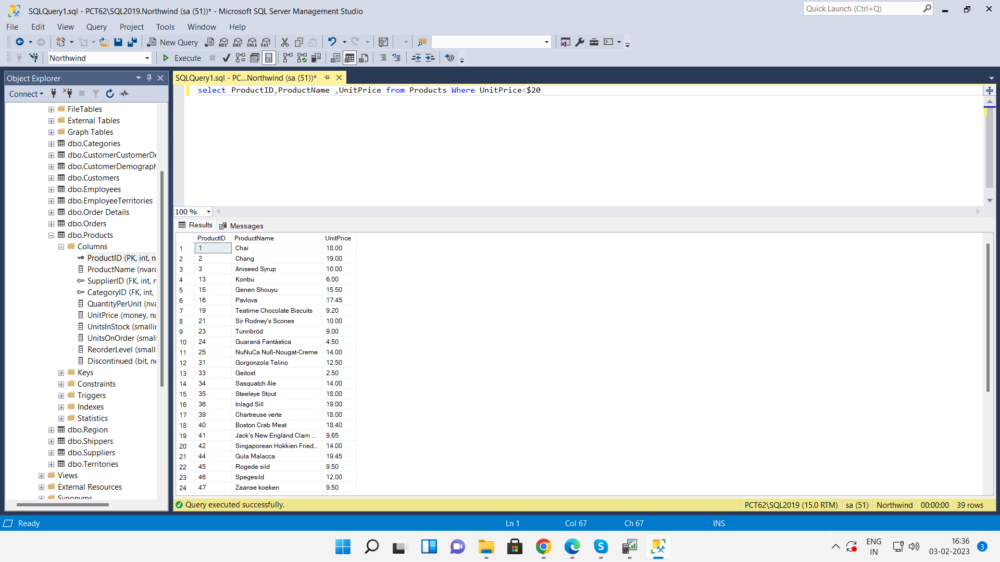 SQLQuery1.sql - PCT62\SQL2019.Northwind (sa (51))* - Microsoft SQL Server Management Studio
Quick Launch (Ctrl+Q)
File Edit View Query Project Tools Window Help
New Query MDX DMX XMLA DAX
Northwind Execute
Object Explorer
SQLQuery1.sql - PC...Northwind (sa (51))*
Connect
select ProductID,ProductName ,UnitPrice from Products Where UnitPrice<$20
FileTables
External Tables
Graph Tables
dbo.Categories
dbo.CustomerCustomerDe
dbo.CustomerDemograph
dbo.Customers
dbo.Employees
dbo.EmployeeTerritories
dbo.Order Details
dbo.Orders
dbo.Products
Columns
ProductID (PK, int, n
ProductName (nvarc
SupplierID (FK, int, n
CategoryID (FK, int,
QuantityPerUnit (nva
UnitPrice (money, nu
UnitsInStock (smallin
UnitsOnOrder (small
ReorderLevel (small
Discontinued (bit, no
Keys
Constraints
Triggers
Indexes
Statistics
dbo.Region
dbo.Shippers
dbo.Suppliers
dbo.Territories
Views
External Resources
Synonyms
100 %
Results Messages
ProductID ProductName UnitPrice
1 1 Chai 18.00
2 2 Chang 19.00
3 3 Aniseed Syrup 10.00
4 13 Konbu 6.00
5 15 Genen Shouyu 15.50
6 16 Pavlova 17.45
7 19 Teatime Chocolate Biscuits 9.20
8 21 Sir Rodney's Scones 10.00
9 23 Tunnbröd 9.00
10 24 Guaraná Fantástica 4.50
11 25 NuNuCa Nuß-Nougat-Creme 14.00
12 31 Gorgonzola Telino 12.50
13 33 Geitost 2.50
14 34 Sasquatch Ale 14.00
15 35 Steeleye Stout 18.00
16 36 Inlagd Sill 19.00
17 39 Chartreuse verte 18.00
18 40 Boston Crab Meat 18.40
19 41 Jack's New England Clam ... 9.65
20 42 Singaporean Hokkien Fried... 14.00
21 44 Gula Malacca 19.45
22 45 Rogede sild 9.50
23 46 Spegesild 12.00
24 47 Zaanse koeken 9.50
Query executed successfully. PCT62\SQL2019 (15.0 RTM) sa (51) Northwind 00:00:00 39 rows
Ready Ln 1 Col 67 Ch 67 INS
ENG
IN
16:36
03-02-2023
3